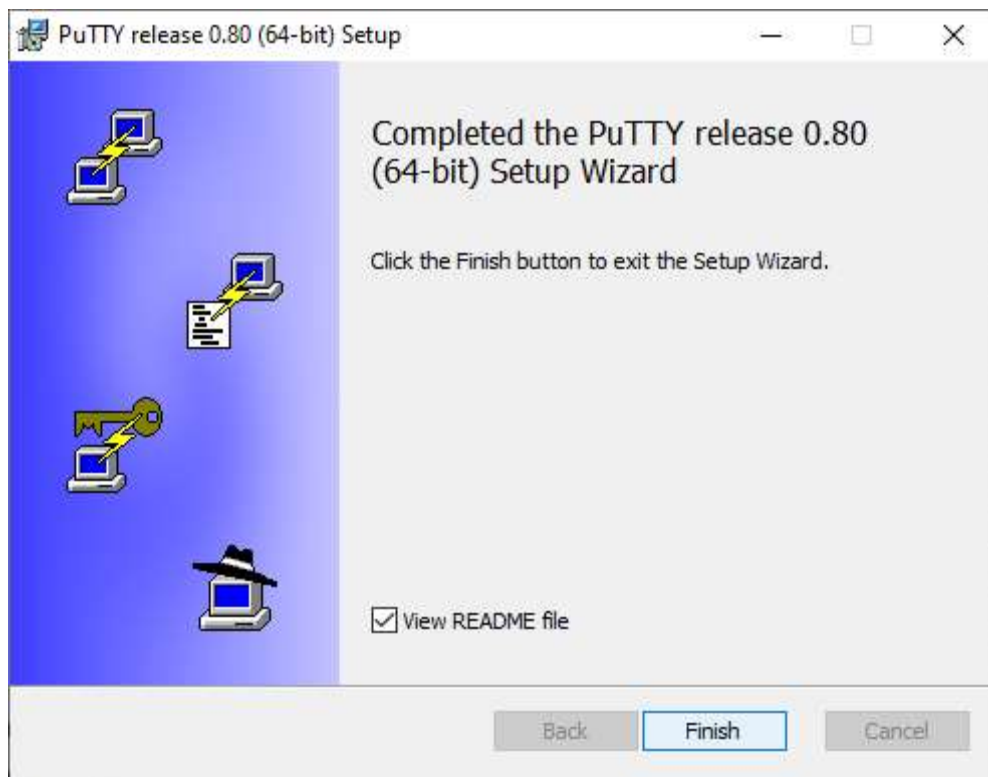 PuTTY release 0.80 (64-bit) Setup
Completed the PuTTY release 0.80
(64-bit) Setup Wizard
Click the Finish button to exit the Setup Wizard.
View README file
Back
Finish
Cancel